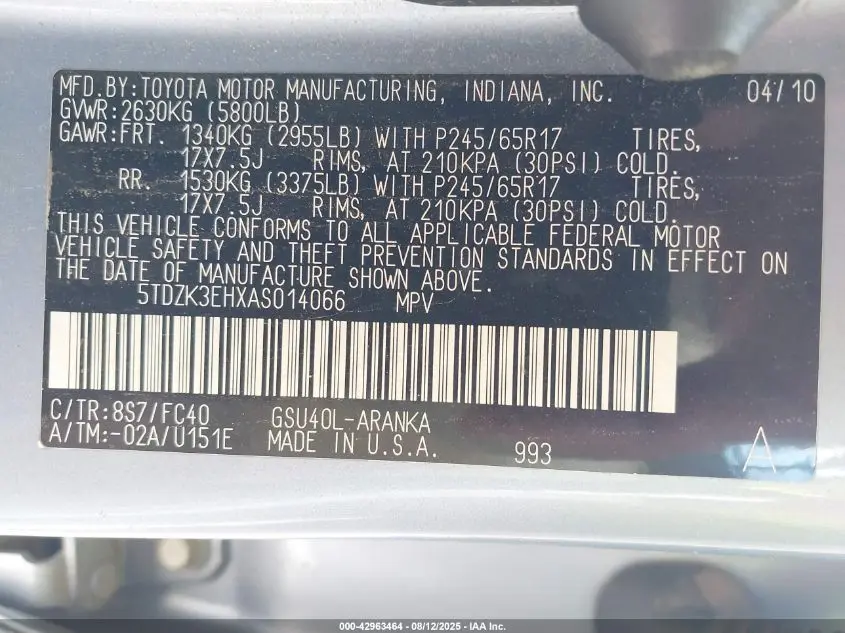 MFD.BY:TOYOTA MOTOR MANUFACTURING, INDIANA, INC. 04/10
GVWR:2630KG (5800LB)
GAWR:FRT. 1340KG (2955LB) WITH P245/65R17 TIRES,
17X7.5J RIMS, AT 210KPA (30PSI) COLD.
RR. 1530KG (3375LB) WITH P245/65R17 TIRES,
17X7.5J RIMS, AT 210KPA (30PSI) COLD.
THIS VEHICLE CONFORMS TO ALL APPLICABLE FEDERAL MOTOR
VEHICLE SAFETY AND THEFT PREVENTION STANDARDS IN EFFECT ON
THE DATE OF MANUFACTURE SHOWN ABOVE.
5TDZK3EHXAS014066 MPV
C/TR:8S7/FC40 GSU40L-ARANKA
A/TM:-02A/U151E MADE IN U.S.A. 993 A
000-42963464 - 08/12/2025 - IAA Inc.